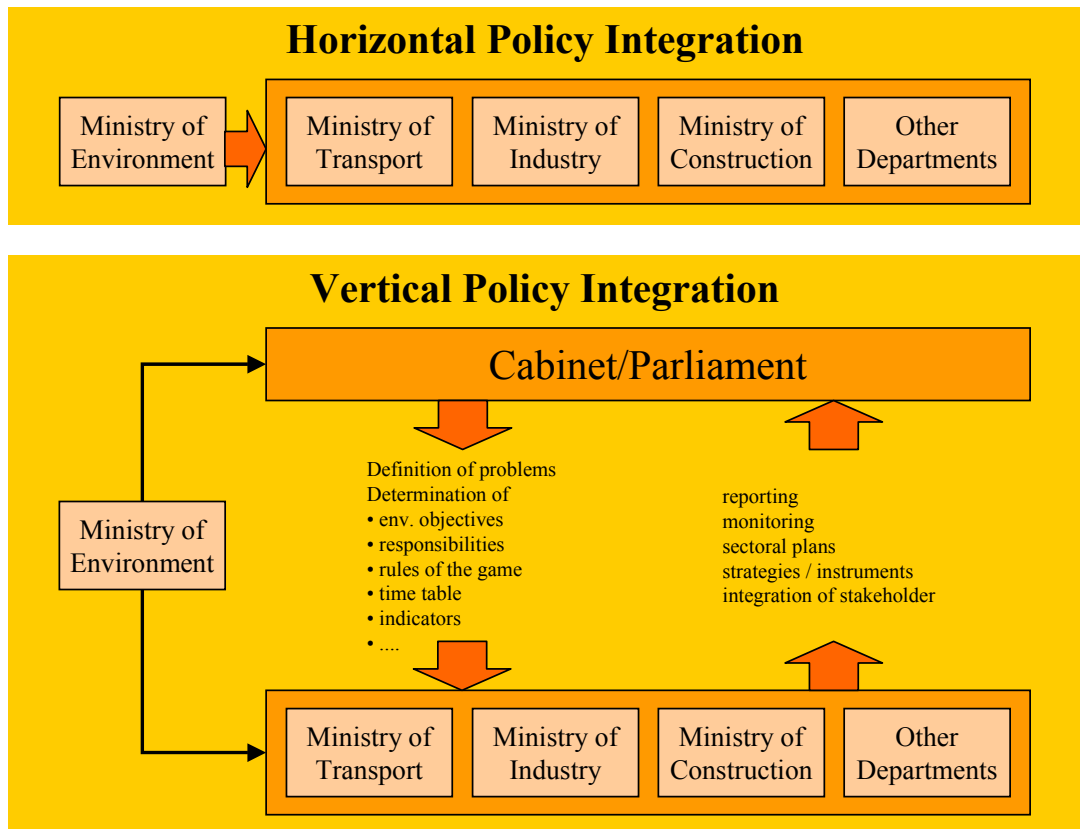 Horizontal Policy Integration
Ministry of
Environment
Ministry of
Transport
Ministry of
Industry
Ministry of
Construction
Other
Departments
Vertical Policy Integration
Cabinet/Parliament
Definition of problems
Determination of
• env. objectives
• responsibilities
• rules of the game
• time table
• indicators
• ....
reporting
monitoring
sectoral plans
strategies / instruments
integration of stakeholder
Ministry of
Environment
Ministry of
Transport
Ministry of
Industry
Ministry of
Construction
Other
Departments